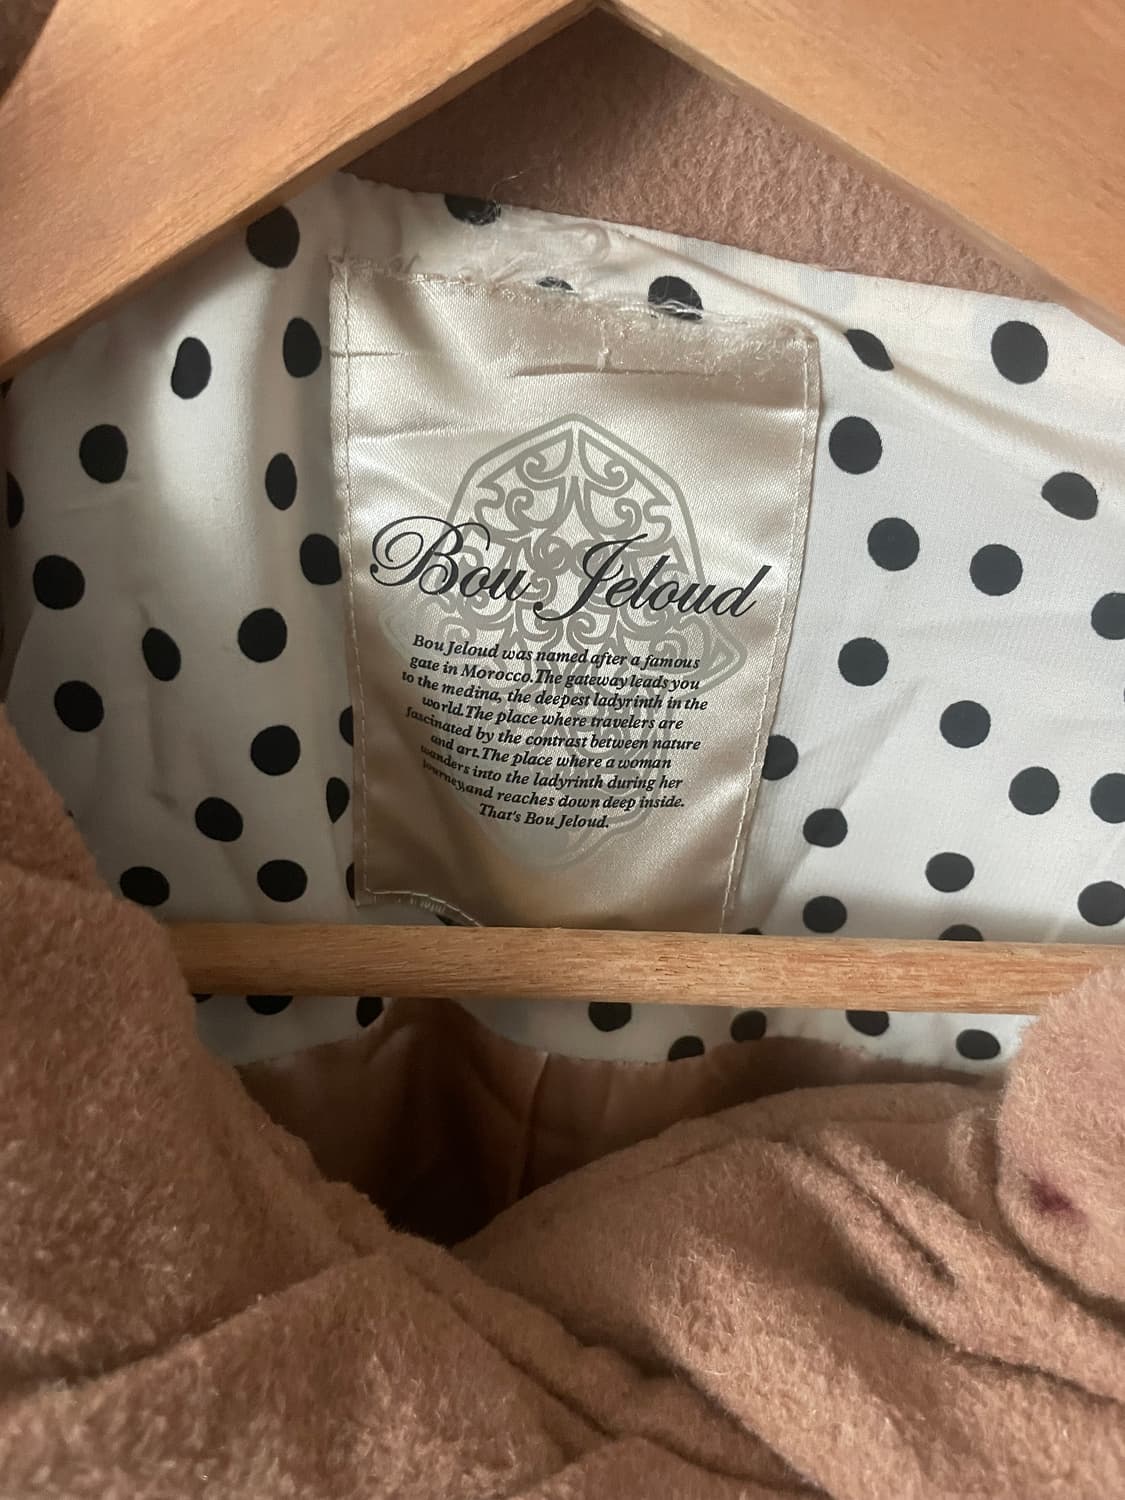 Bou Jeloud
Bou Jeloud was named after a famous
gate in Morocco.The gateway leads you
to the medina, the deepest ladyrinth in the
world.The place where travelers are
fascinated by the contrast between nature
and art.The place where a woman
wanders into the ladyrinth during her
journey,and reaches down deep inside.
That's Bou Jeloud.